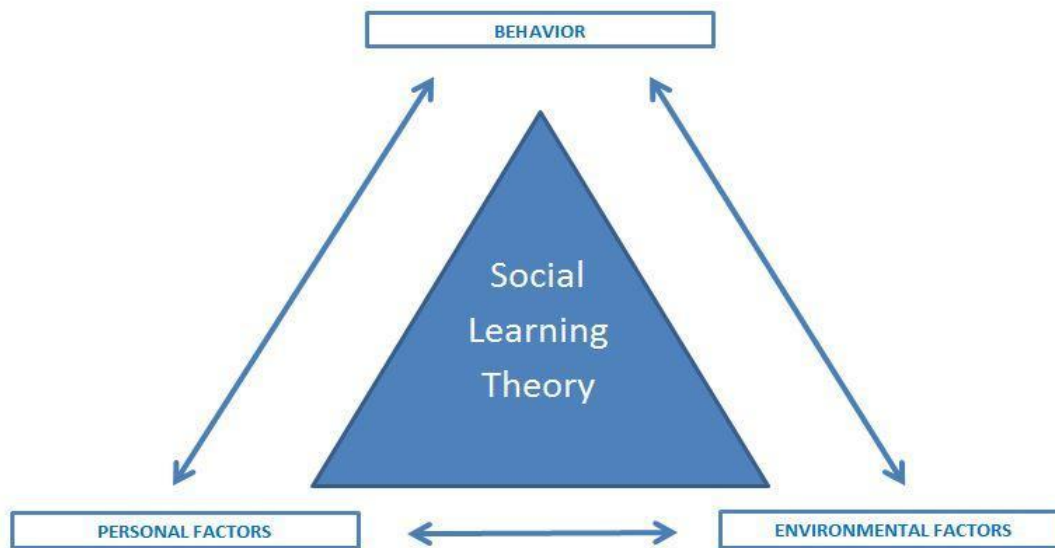 BEHAVIOR
Social
Learning
Theory
PERSONAL FACTORS
ENVIRONMENTAL FACTORS